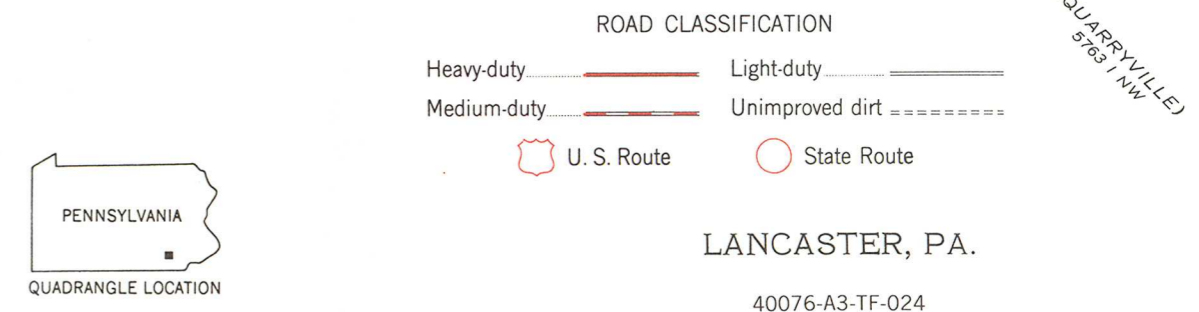 ROAD CLASSIFICATION
Heavy-duty Light-duty
Medium-duty Unimproved dirt
U. S. Route State Route
QUARRYVILLE)
5763 I NW
PENNSYLVANIA
QUADRANGLE LOCATION
LANCASTER, PA.
40076-A3-TF-024